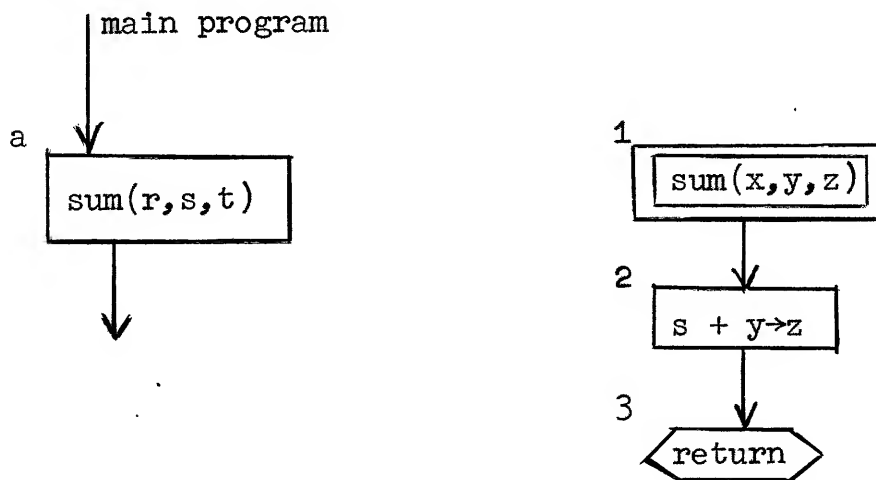 main program
a
sum(r,s,t)
1
sum(x,y,z)
2
s + y→z
3
return